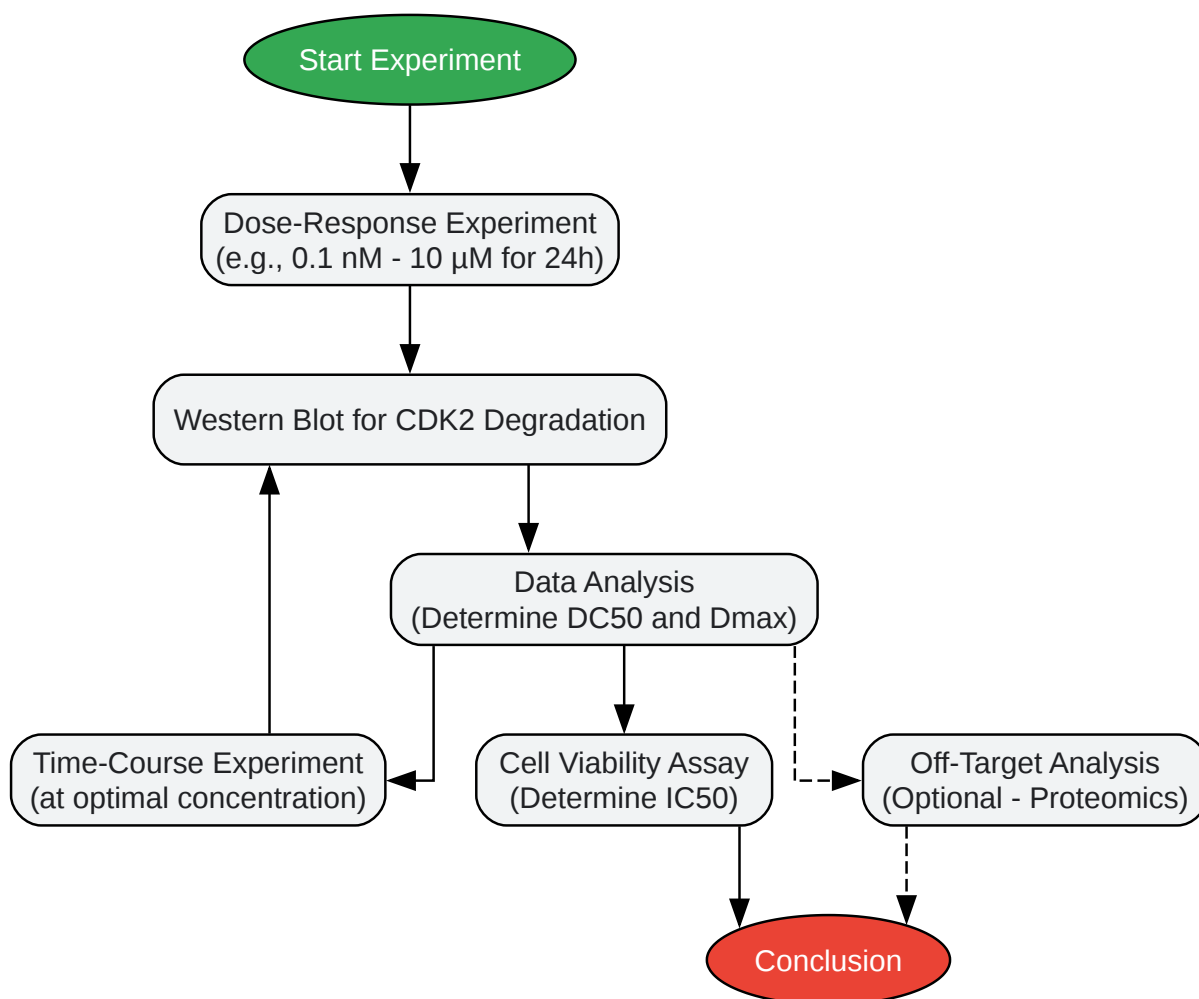 Start Experiment
Dose-Response Experiment
(e.g., 0.1 nM - 10 µM for 24h)
Western Blot for CDK2 Degradation
Data Analysis
(Determine DC50 and Dmax)
Time-Course Experiment
(at optimal concentration)
Cell Viability Assay
(Determine IC50)
Off-Target Analysis
(Optional - Proteomics)
Conclusion